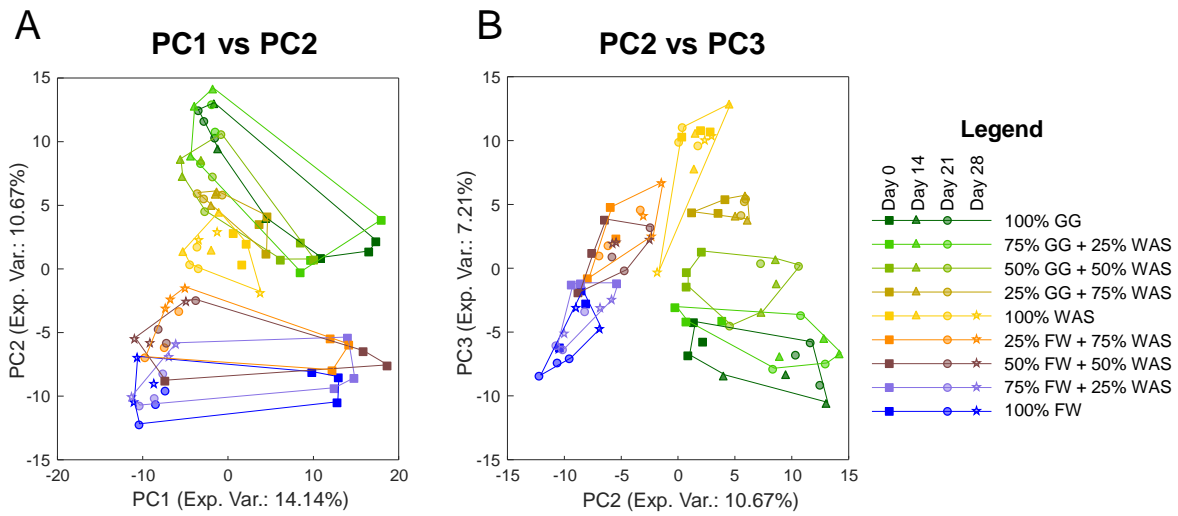 A
PC1 vs PC2
15
10
5
0
-5
-10
-15
-20
-10
0
10
20
PC2 (Exp. Var.: 10.67%)
PC1 (Exp. Var.: 14.14%)
B
PC2 vs PC3
15
10
5
0
-5
-10
-15
-15
-10
-5
0
5
10
15
PC3 (Exp. Var.: 7.21%)
PC2 (Exp. Var.: 10.67%)
Legend
Day 0
Day 14
Day 21
Day 28
100% GG
75% GG + 25% WAS
50% GG + 50% WAS
25% GG + 75% WAS
100% WAS
25% FW + 75% WAS
50% FW + 50% WAS
75% FW + 25% WAS
100% FW